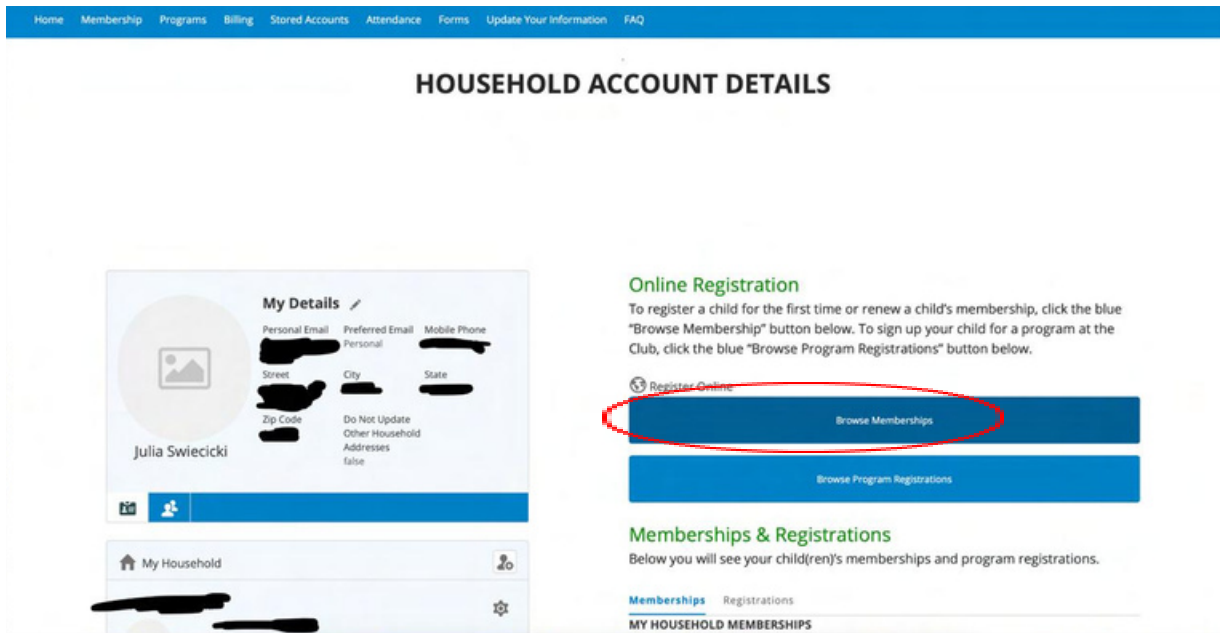 Home Membership Programs Billing Stored Accounts Attendance Forms Update Your Information FAQ
HOUSEHOLD ACCOUNT DETAILS
My Details
Personal Email Preferred Email Mobile Phone
Personal
Street City State
Zip Code Do Not Update
Other Household
Addresses
false
Julia Swiecicki
My Household
Online Registration
To register a child for the first time or renew a child's membership, click the blue
“Browse Membership” button below. To sign up your child for a program at the
Club, click the blue “Browse Program Registrations” button below.
Register Online
Browse Memberships
Browse Program Registrations
Memberships & Registrations
Below you will see your child(ren)'s memberships and program registrations.
Memberships Registrations
MY HOUSEHOLD MEMBERSHIPS